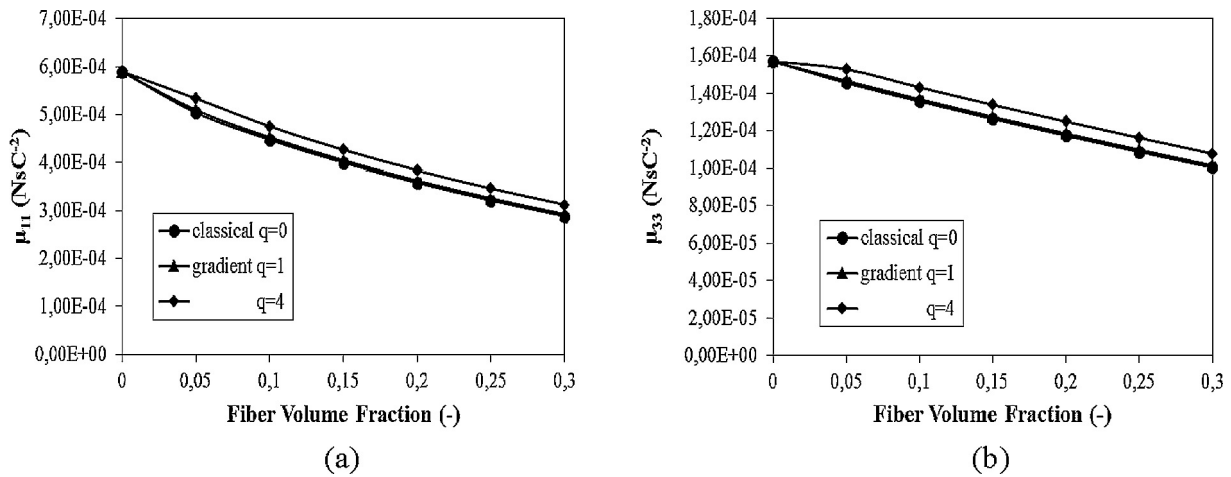 7,00E-04
6,00E-04
5,00E-04
4,00E-04
3,00E-04
2,00E-04
1,00E-04
0,00E+00
μ11 (NsC-2)
classical q=0
gradient q=1
q=4
0 0,05 0,1 0,15 0,2 0,25 0,3
Fiber Volume Fraction (-)
(a)
1,80E-04
1,60E-04
1,40E-04
1,20E-04
1,00E-04
8,00E-05
6,00E-05
4,00E-05
2,00E-05
0,00E+00
μ33 (NsC-2)
classical q=0
gradient q=1
q=4
0 0,05 0,1 0,15 0,2 0,25 0,3
Fiber Volume Fraction (-)
(b)